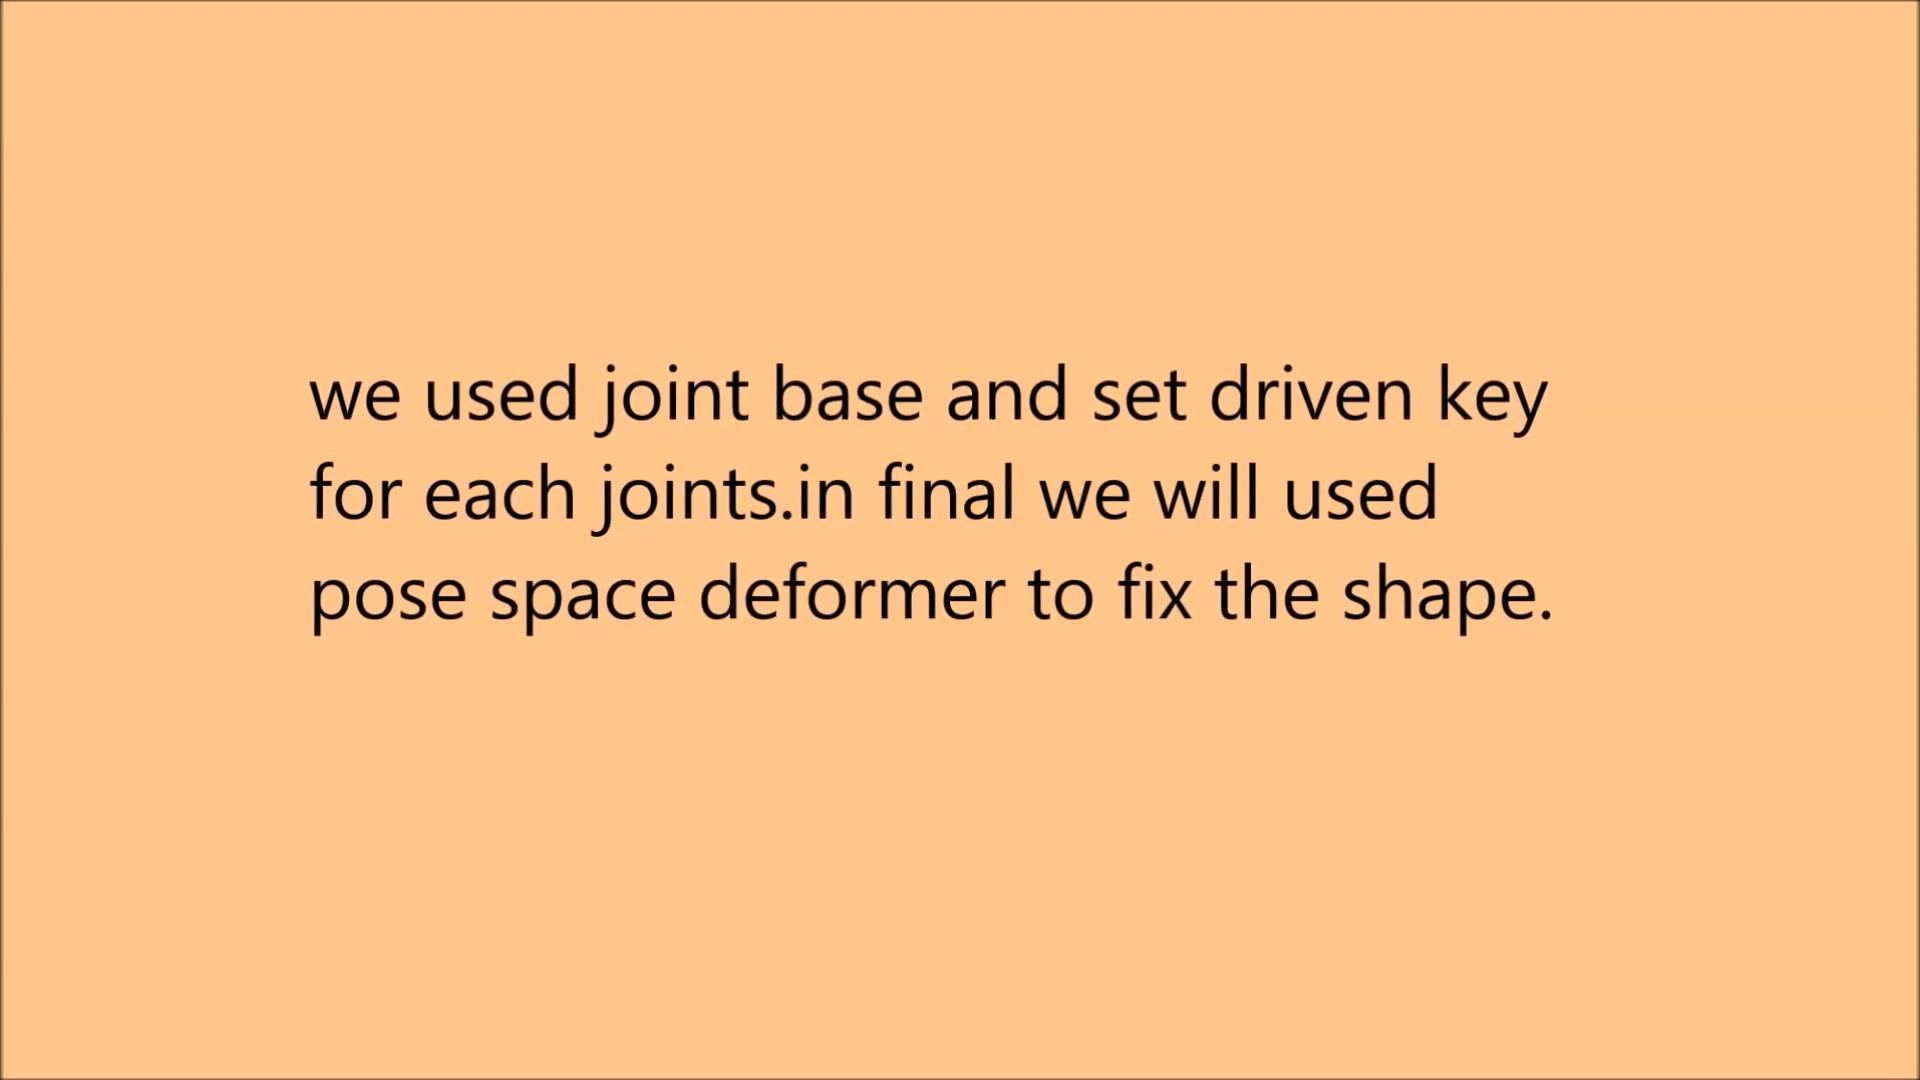 we used joint base and set driven key
for each joints.in final we will used
pose space deformer to fix the shape.